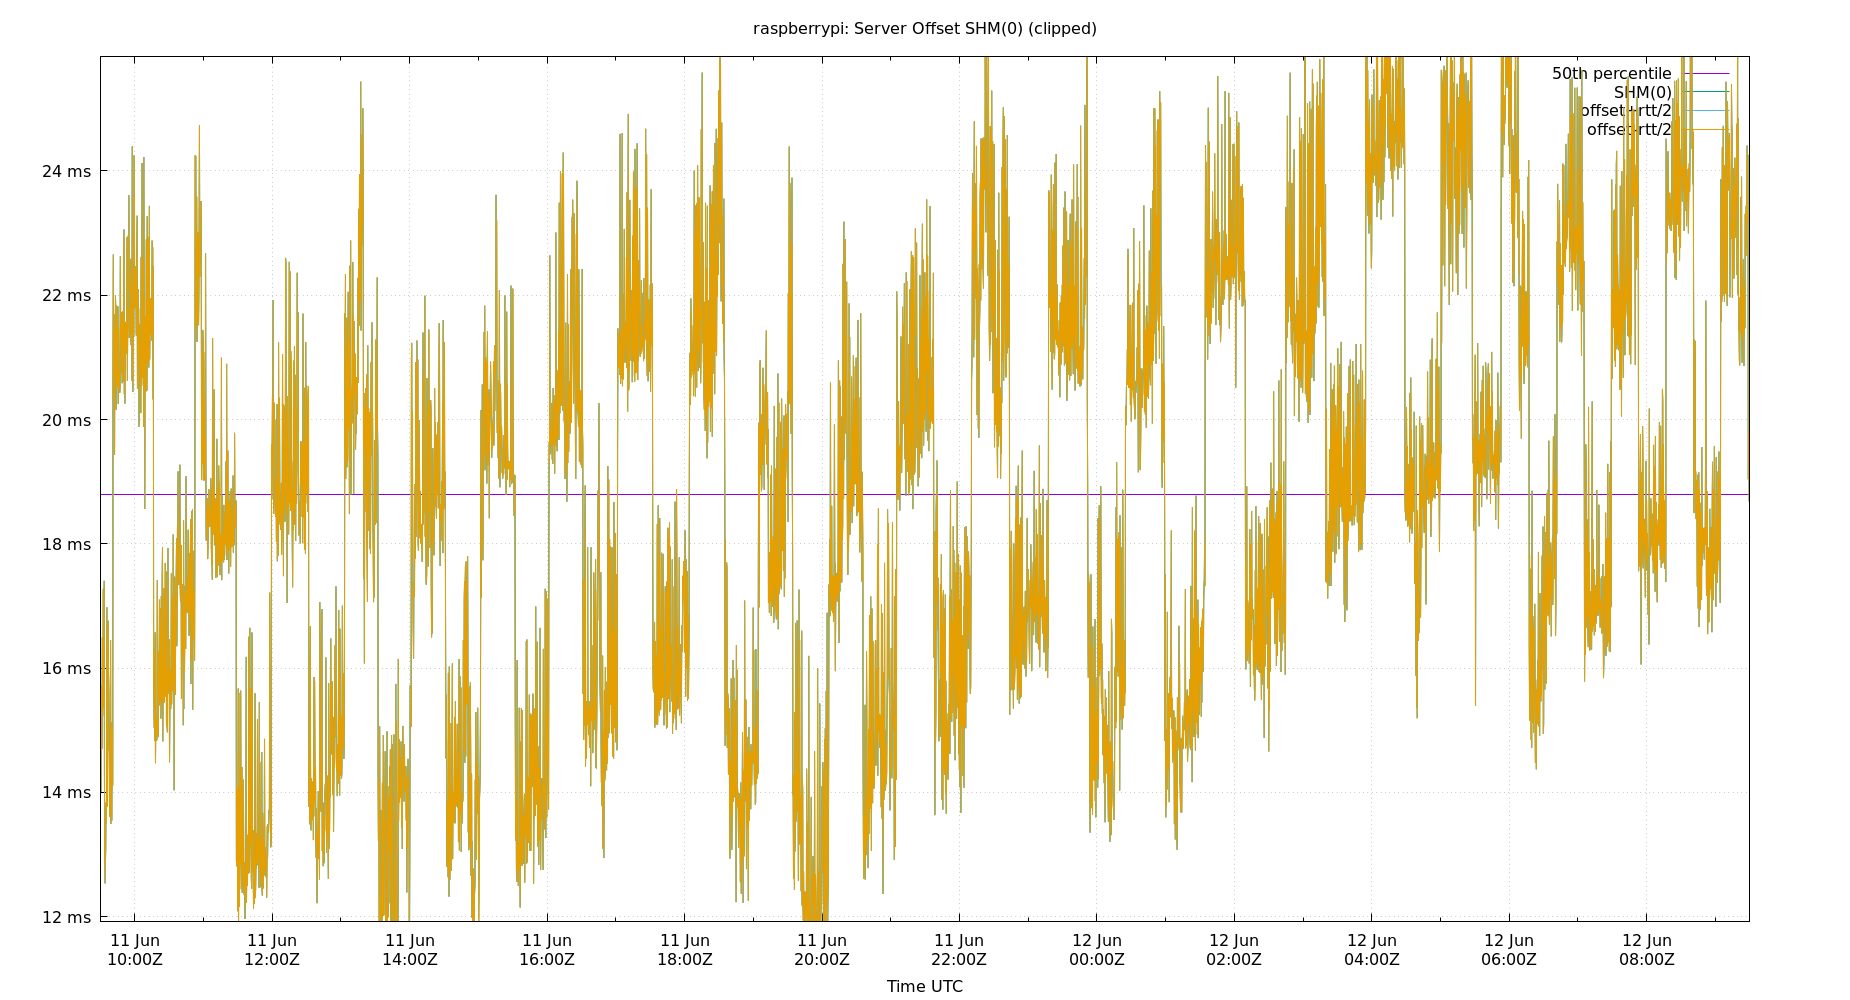 raspberrypi: Server Offset SHM(0) (clipped)
50th percentile
SHM(0)
offset+rtt/2
offset-rtt/2
24 ms
22 ms
20 ms
18 ms
16 ms
14 ms
12 ms
11 Jun 11 Jun 11 Jun 11 Jun 11 Jun 11 Jun 11 Jun 12 Jun 12 Jun 12 Jun 12 Jun 12 Jun
10:00Z 12:00Z 14:00Z 16:00Z 18:00Z 20:00Z 22:00Z 00:00Z 02:00Z 04:00Z 06:00Z 08:00Z
Time UTC